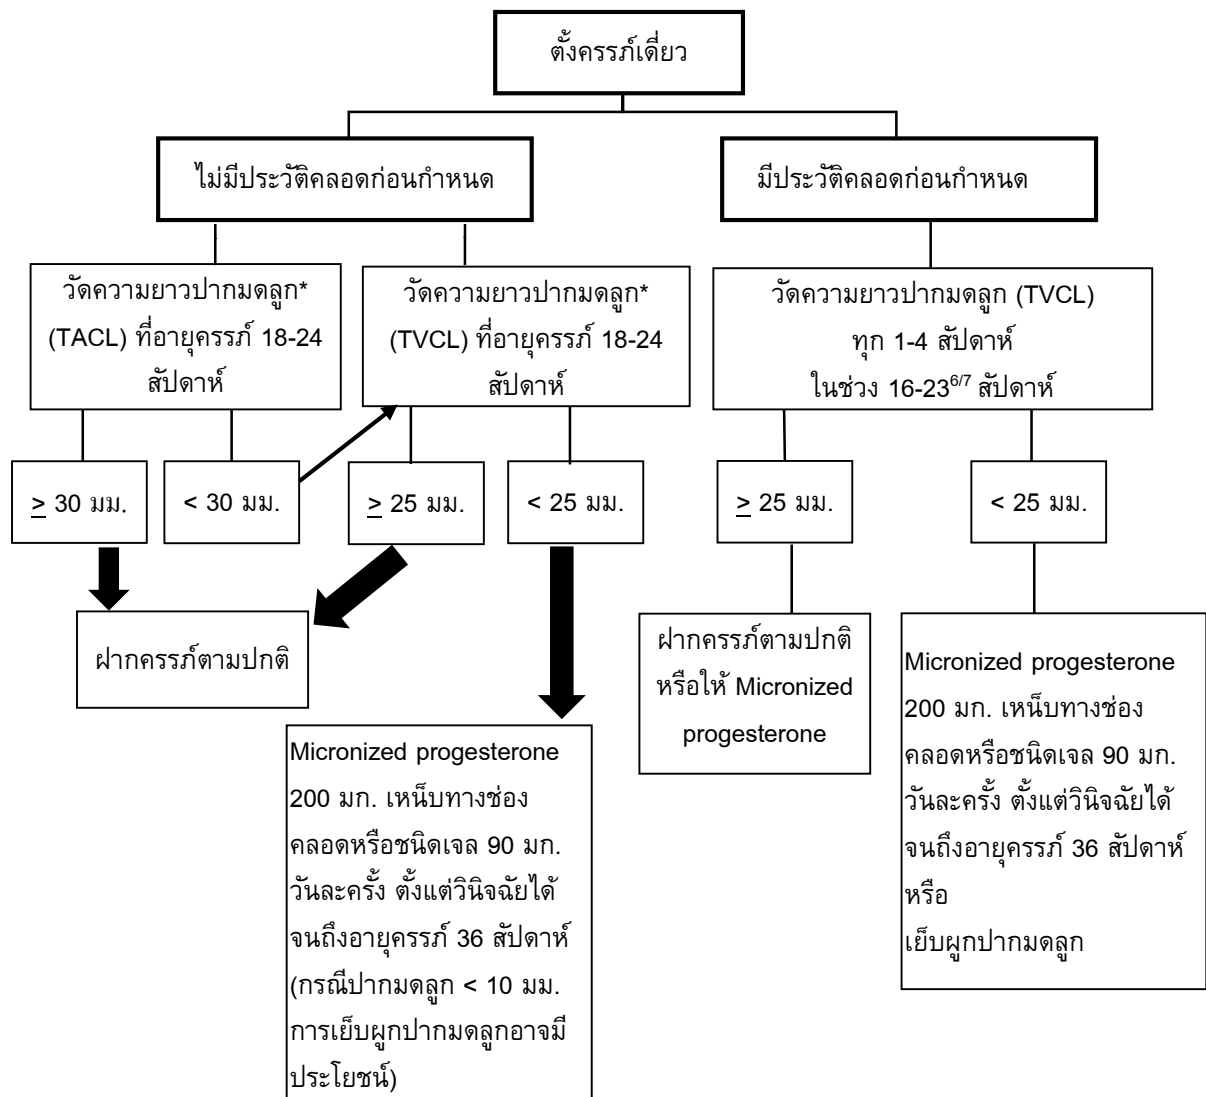 ตั้งครรภ์เดี่ยว
ไม่มีประวัติคลอดก่อนกำหนด
มีประวัติคลอดก่อนกำหนด
วัดความยาวปากมดลูก*
(TACL) ที่อายุครรภ์ 18-24
สัปดาห์
วัดความยาวปากมดลูก*
(TVCL) ที่อายุครรภ์ 18-24
สัปดาห์
วัดความยาวปากมดลูก (TVCL)
ทุก 1-4 สัปดาห์
ในช่วง 16-23⁶ᐟ⁷ สัปดาห์
≥ 30 มม.
< 30 มม.
≥ 25 มม.
< 25 มม.
≥ 25 มม.
< 25 มม.
ฝากครรภ์ตามปกติ
ฝากครรภ์ตามปกติ
หรือให้ Micronized
progesterone
Micronized progesterone
200 มก. เหน็บทางช่อง
คลอดหรือชนิดเจล 90 มก.
วันละครั้ง ตั้งแต่วินิจฉัยได้
จนถึงอายุครรภ์ 36 สัปดาห์
หรือ
เย็บผูกปากมดลูก
Micronized progesterone
200 มก. เหน็บทางช่อง
คลอดหรือชนิดเจล 90 มก.
วันละครั้ง ตั้งแต่วินิจฉัยได้
จนถึงอายุครรภ์ 36 สัปดาห์
(กรณีปากมดลูก < 10 มม.
การเย็บผูกปากมดลูกอาจมี
ประโยชน์)